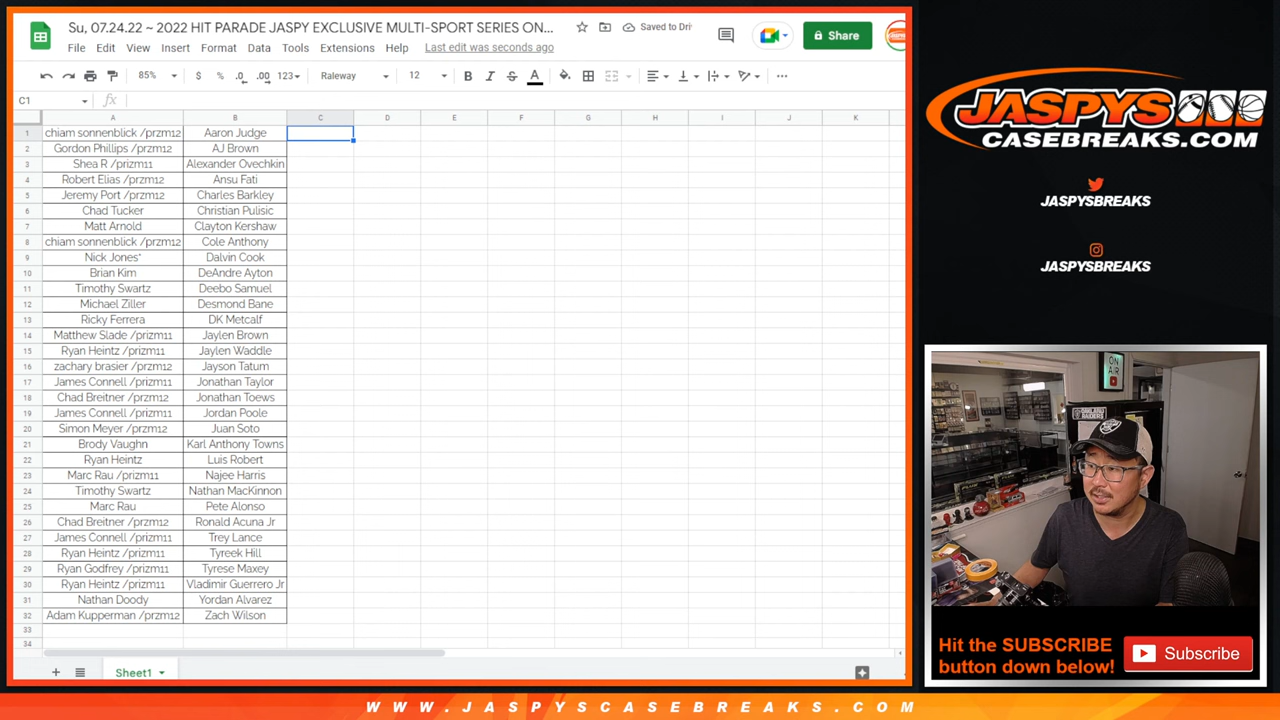 Su, 07.24.22 ~ 2022 HIT PARADE JASPY EXCLUSIVE MULTI-SPORT SERIES ON...
Saved to Dri
Share
File Edit View Insert Format Data Tools Extensions Help Last edit was seconds ago
85% $ % .0 .00 123 Raleway 12 B I S A
C1 fx
A B C D E F G H I J K
1 chiam sonnenblick /przm12 Aaron Judge
2 Gordon Phillips /przm12 AJ Brown
3 Shea R /prizm11 Alexander Ovechkin
4 Robert Elias /przm12 Ansu Fati
5 Jeremy Port /przm12 Charles Barkley
6 Chad Tucker Christian Pulisic
7 Matt Arnold Clayton Kershaw
8 chiam sonnenblick /przm12 Cole Anthony
9 Nick Jones* Dalvin Cook
10 Brian Kim DeAndre Ayton
11 Timothy Swartz Deebo Samuel
12 Michael Ziller Desmond Bane
13 Ricky Ferrera DK Metcalf
14 Matthew Slade /prizm11 Jaylen Brown
15 Ryan Heintz /prizm11 Jaylen Waddle
16 zachary brasier /przm12 Jayson Tatum
17 James Connell /prizm11 Jonathan Taylor
18 Chad Breitner /przm12 Jonathan Toews
19 James Connell /prizm11 Jordan Poole
20 Simon Meyer /przm12 Juan Soto
21 Brody Vaughn Karl Anthony Towns
22 Ryan Heintz Luis Robert
23 Marc Rau /prizm11 Najee Harris
24 Timothy Swartz Nathan MacKinnon
25 Marc Rau Pete Alonso
26 Chad Breitner /przm12 Ronald Acuna Jr
27 James Connell /prizm11 Trey Lance
28 Ryan Heintz /prizm11 Tyreek Hill
29 Ryan Godfrey /prizm11 Tyrese Maxey
30 Ryan Heintz /prizm11 Vladimir Guerrero Jr
31 Nathan Doody Yordan Alvarez
32 Adam Kupperman /przm12 Zach Wilson
33
34
Sheet1
JASPYS
CASEBREAKS.COM
JASPYSBREAKS
JASPYSBREAKS
ON
AIR
Hit the SUBSCRIBE
button down below!
Subscribe
WWW.JASPYSCASEBREAKS.COM